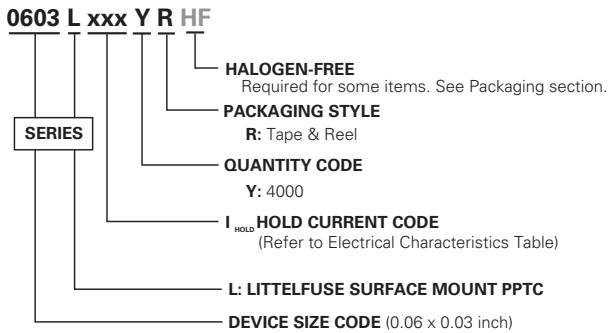 0603 L xxx Y R HF
HALOGEN-FREE
Required for some items. See Packaging section.
PACKAGING STYLE
R: Tape & Reel
SERIES
QUANTITY CODE
Y: 4000
I HOLD HOLD CURRENT CODE
(Refer to Electrical Characteristics Table)
L: LITTELFUSE SURFACE MOUNT PPTC
DEVICE SIZE CODE (0.06 x 0.03 inch)